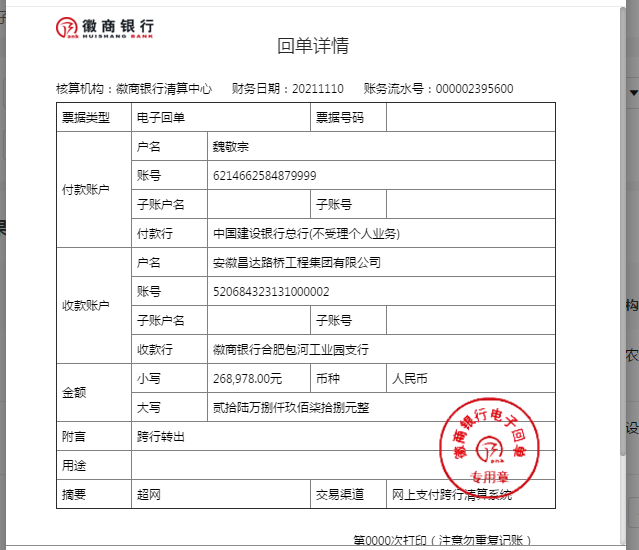 徽商银行
HUISHANG BANK
回单详情
核算机构：徽商银行清算中心 财务日期：20211110 账务流水号：000002395600
票据类型 电子回单 票据号码
付款账户
户名 魏敬宗
账号 6214662584879999
子账户名 子账号
付款行 中国建设银行总行(不受理个人业务)
收款账户
户名 安徽昌达路桥工程集团有限公司
账号 520684323131000002
子账户名 子账号
收款行 徽商银行合肥包河工业园支行
金额
小写 268,978.00元 币种 人民币
大写 贰拾陆万捌仟玖佰柒拾捌元整
附言 跨行转出
用途
摘要 超网 交易渠道 网上支付跨行清算系统
徽商银行电子回单
专用章
第0000次打印（注意勿重复记账）
构
农
设